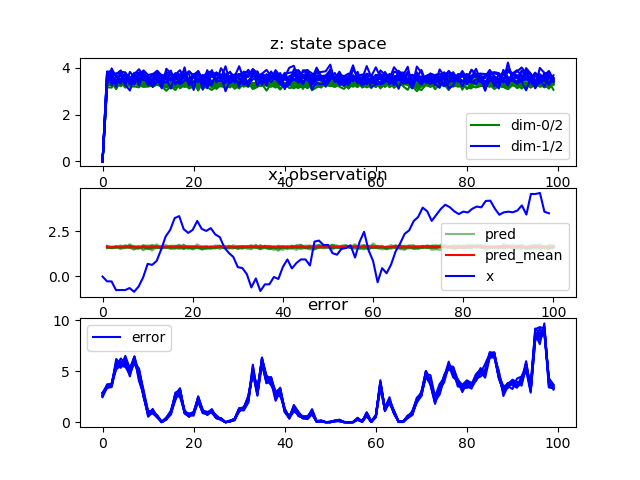 z: state space
4
2
0
dim-0/2
dim-1/2
0 20 40 60 80 100
x: observation
2.5
0.0
pred
pred_mean
x
0 20 40 60 80 100
error
10
5
0
error
0 20 40 60 80 100